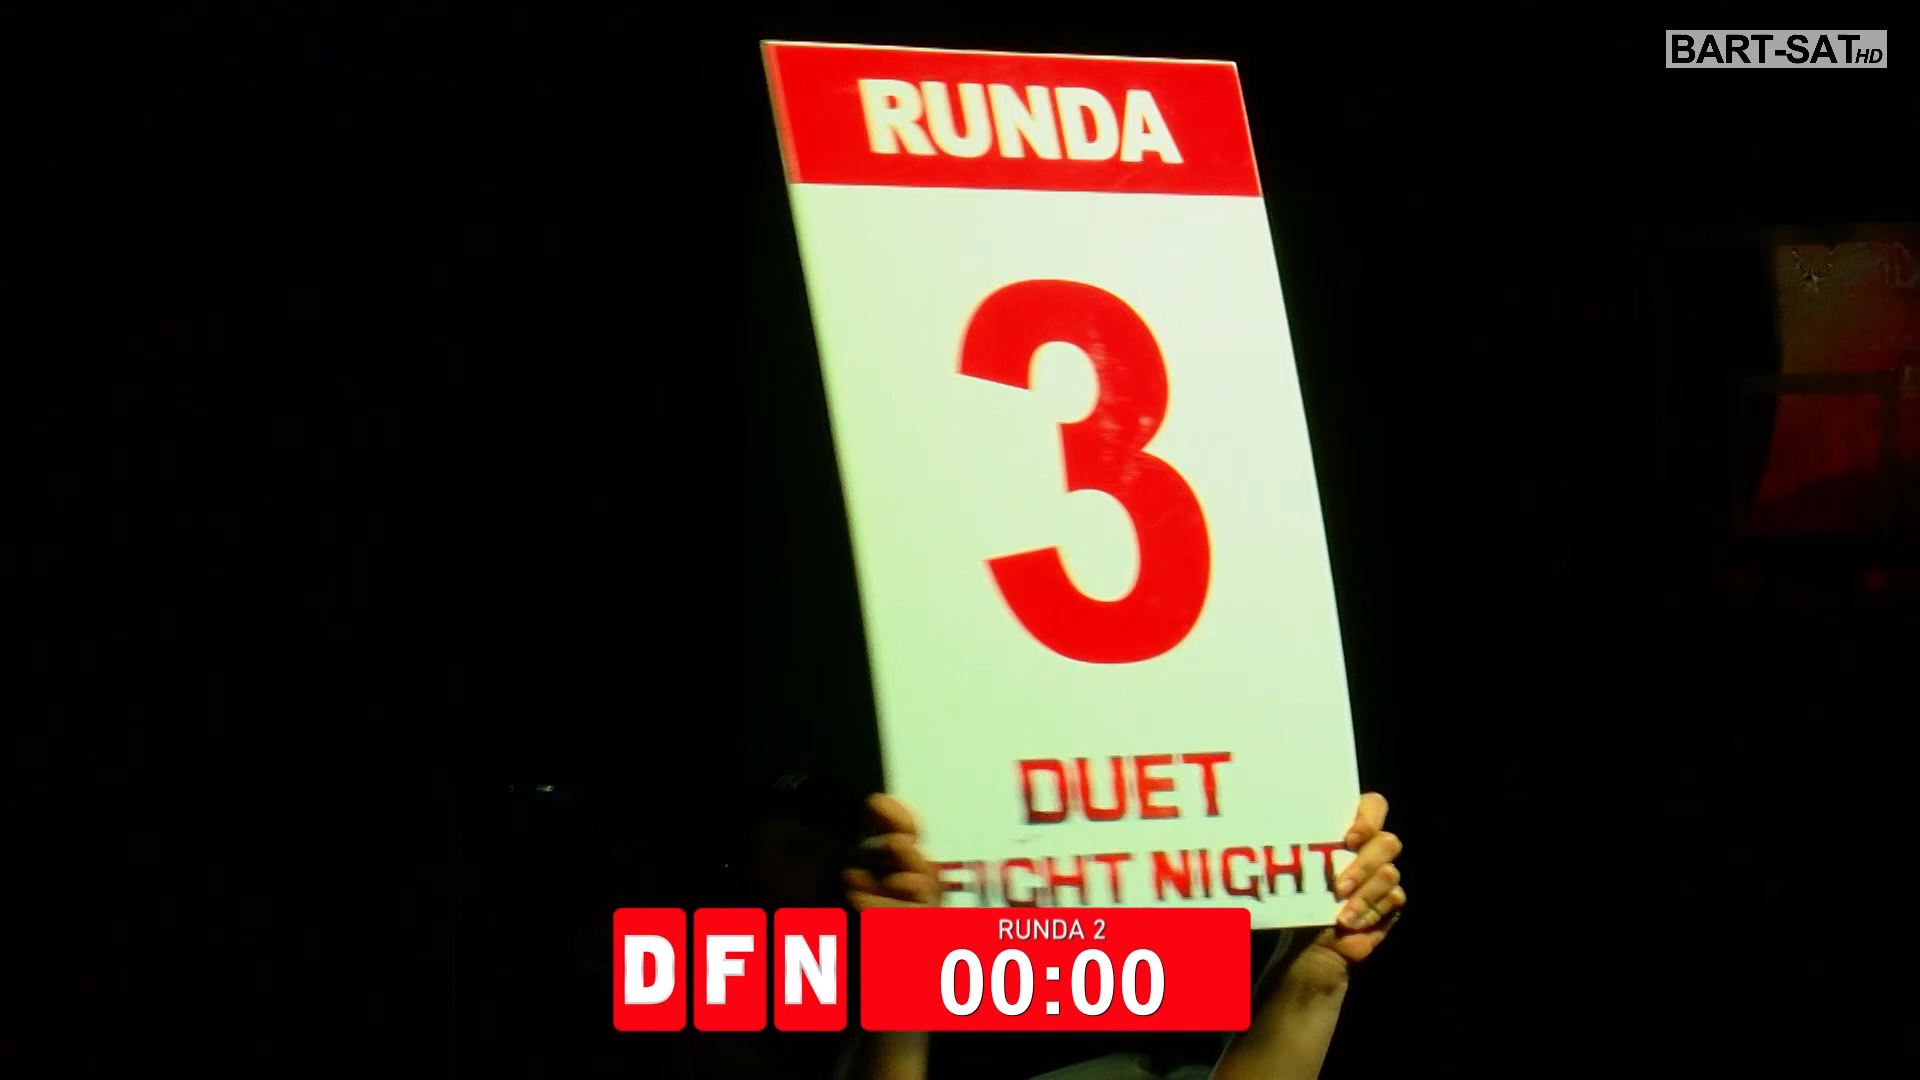 BART-SAT HD
RUNDA
3
DUET
FIGHT NIGHT
DFN
RUNDA 2
00:00